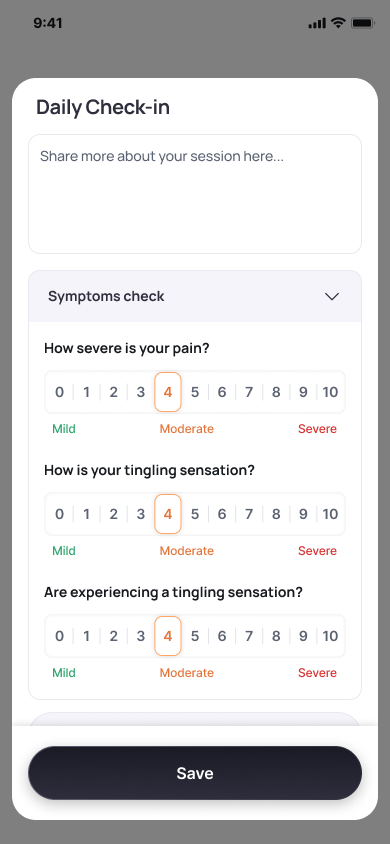 9:41
Daily Check-in
Share more about your session here...
Symptoms check
How severe is your pain?
0 1 2 3 4 5 6 7 8 9 10
Mild Moderate Severe
How is your tingling sensation?
0 1 2 3 4 5 6 7 8 9 10
Mild Moderate Severe
Are experiencing a tingling sensation?
0 1 2 3 4 5 6 7 8 9 10
Mild Moderate Severe
Save